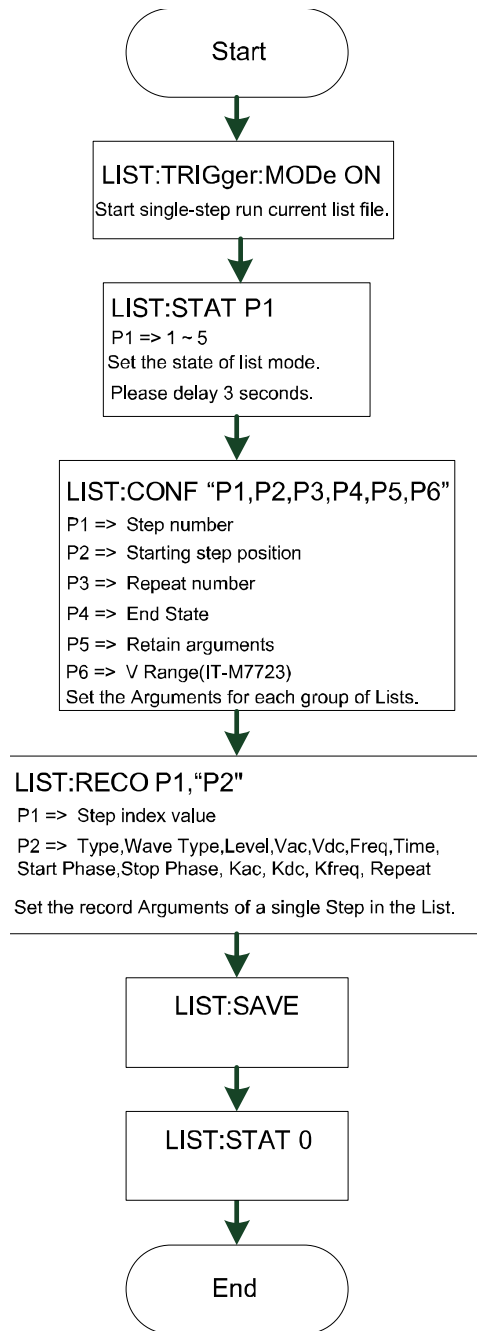 Start
LIST:TRIGger:MODe ON
Start single-step run current list file.
LIST:STAT P1
P1 => 1 ~ 5
Set the state of list mode.
Please delay 3 seconds.
LIST:CONF “P1,P2,P3,P4,P5,P6”
P1 => Step number
P2 => Starting step position
P3 => Repeat number
P4 => End State
P5 => Retain arguments
P6 => V Range(IT-M7723)
Set the Arguments for each group of Lists.
LIST:RECO P1,“P2"
P1 => Step index value
P2 => Type,Wave Type,Level,Vac,Vdc,Freq,Time,
Start Phase,Stop Phase, Kac, Kdc, Kfreq, Repeat
Set the record Arguments of a single Step in the List.
LIST:SAVE
LIST:STAT 0
End